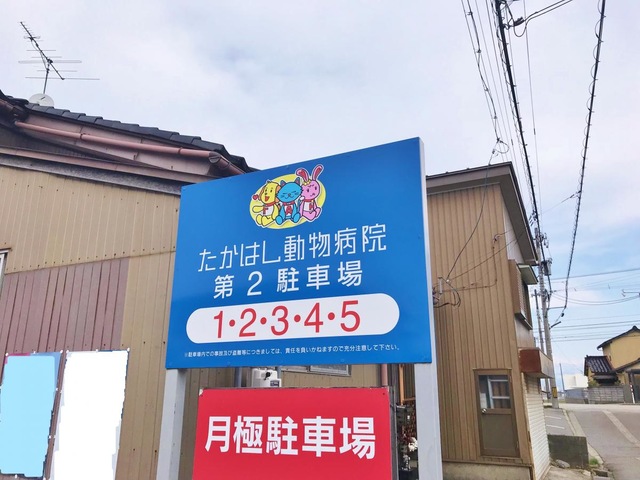 たかはし動物病院
第2駐車場
1・2・3・4・5
※駐車場内での事故及び盗難等につきましては、責任を負いかねますので充分注意して下さい。
月極駐車場